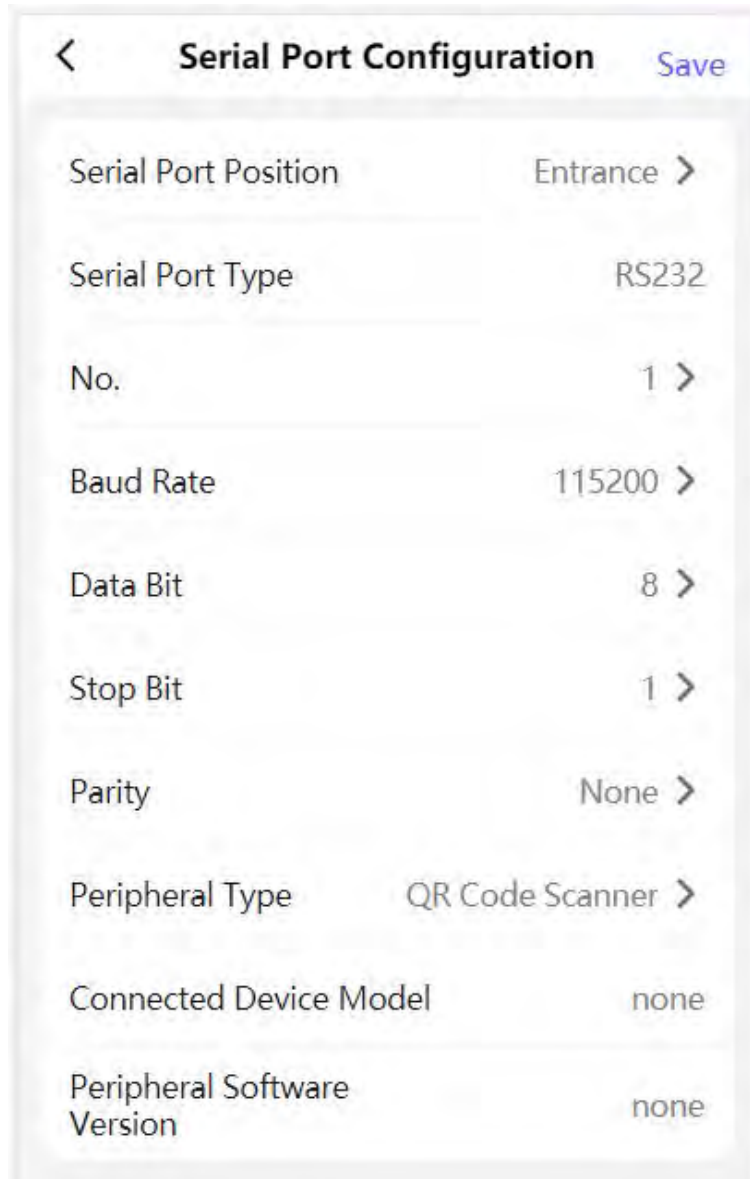 Serial Port Configuration Save
Serial Port Position Entrance
Serial Port Type RS232
No. 1
Baud Rate 115200
Data Bit 8
Stop Bit 1
Parity None
Peripheral Type QR Code Scanner
Connected Device Model none
Peripheral Software
Version none